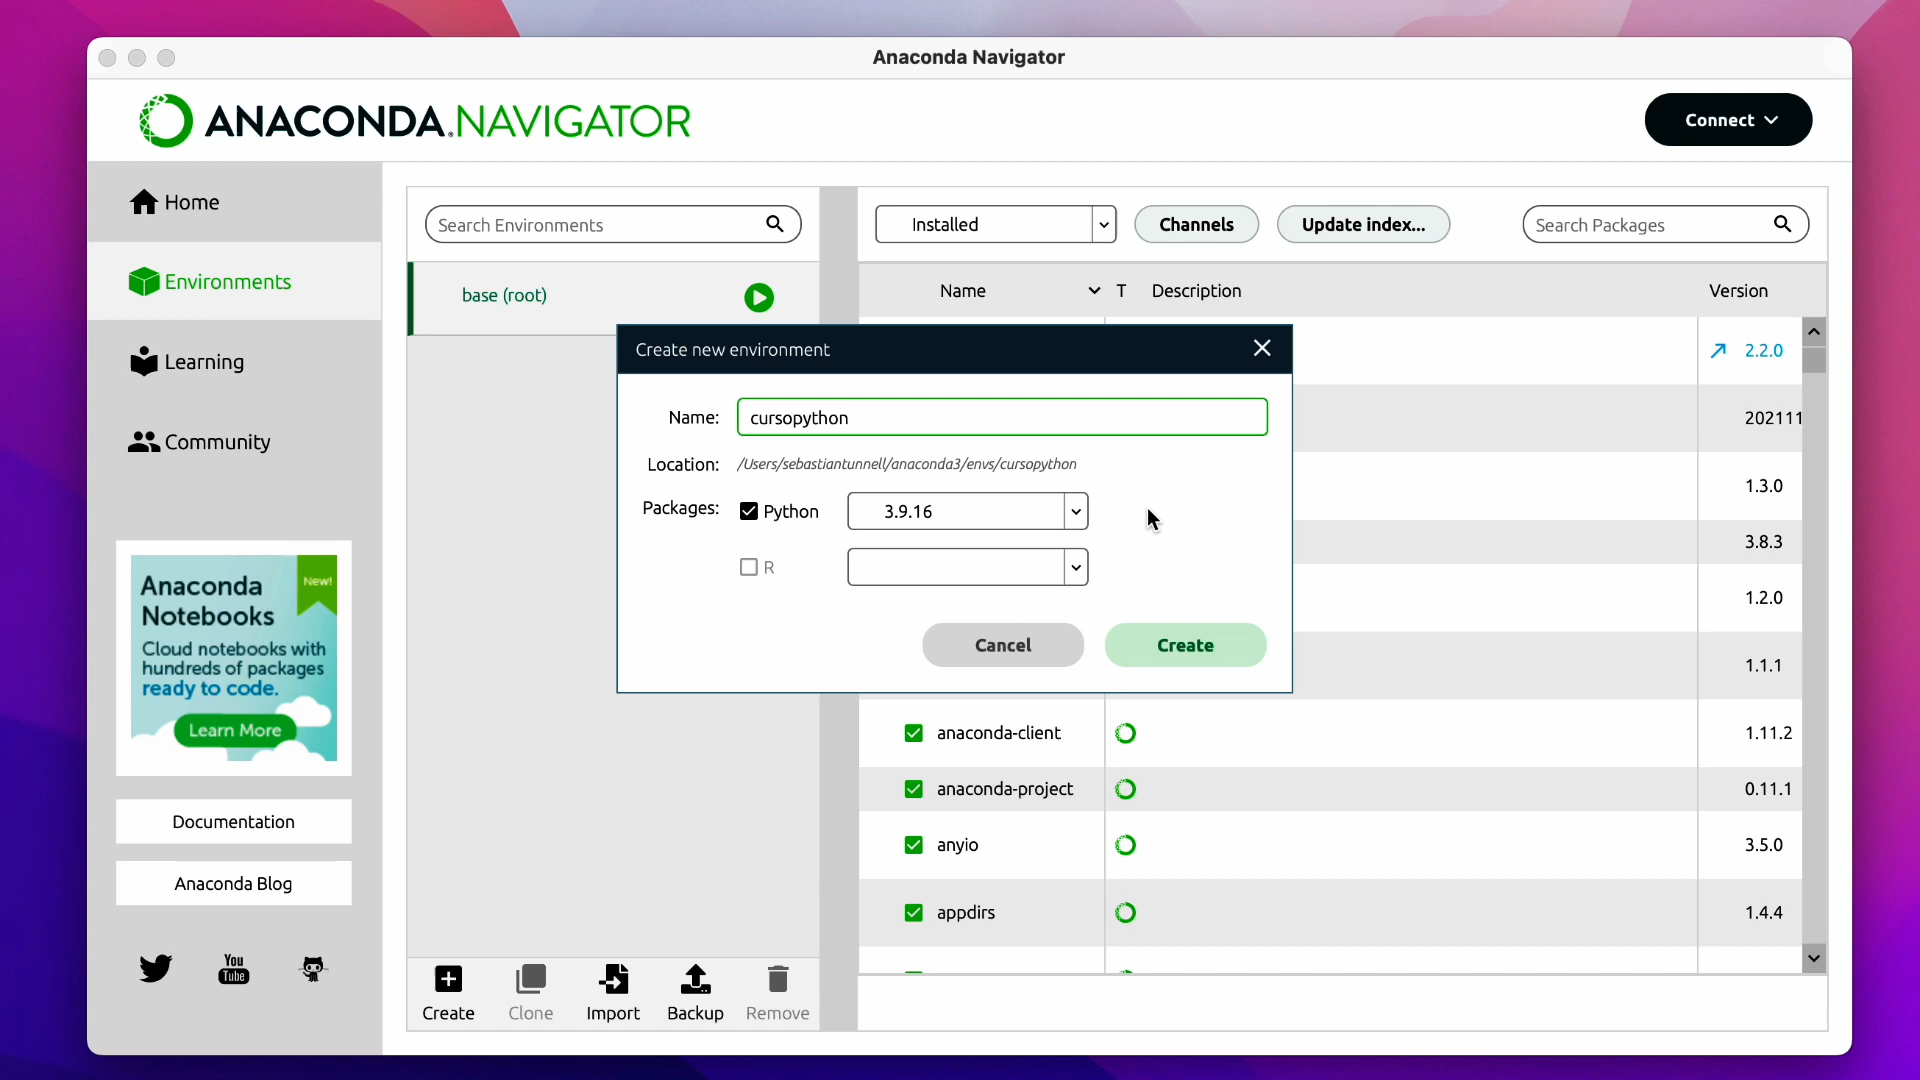 Anaconda Navigator
ANACONDA.NAVIGATOR
Connect
Home
Environments
Learning
Community
Anaconda
Notebooks
New!
Cloud notebooks with
hundreds of packages
ready to code.
Learn More
Documentation
Anaconda Blog
You
Tube
Search Environments
base (root)
Create
Clone
Import
Backup
Remove
Installed
Channels
Update index...
Search Packages
Name
T
Description
Version
2.2.0
202111
1.3.0
3.8.3
1.2.0
1.1.1
anaconda-client
1.11.2
anaconda-project
0.11.1
anyio
3.5.0
appdirs
1.4.4
Create new environment
Name:
cursopython
Location:
/Users/sebastiantunnell/anaconda3/envs/cursopython
Packages:
Python
3.9.16
R
Cancel
Create